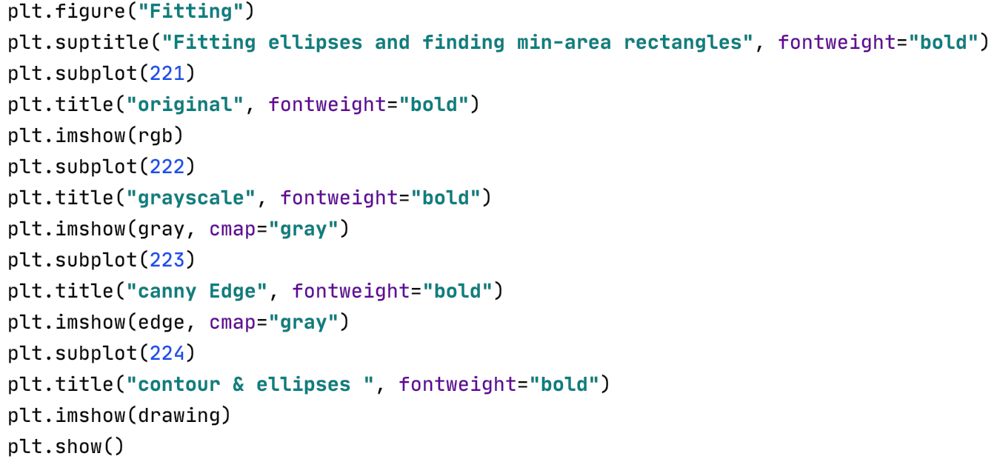 plt.figure("Fitting")
plt.suptitle("Fitting ellipses and finding min-area rectangles", fontweight="bold")
plt.subplot(221)
plt.title("original", fontweight="bold")
plt.imshow(rgb)
plt.subplot(222)
plt.title("grayscale", fontweight="bold")
plt.imshow(gray, cmap="gray")
plt.subplot(223)
plt.title("canny Edge", fontweight="bold")
plt.imshow(edge, cmap="gray")
plt.subplot(224)
plt.title("contour & ellipses ", fontweight="bold")
plt.imshow(drawing)
plt.show()